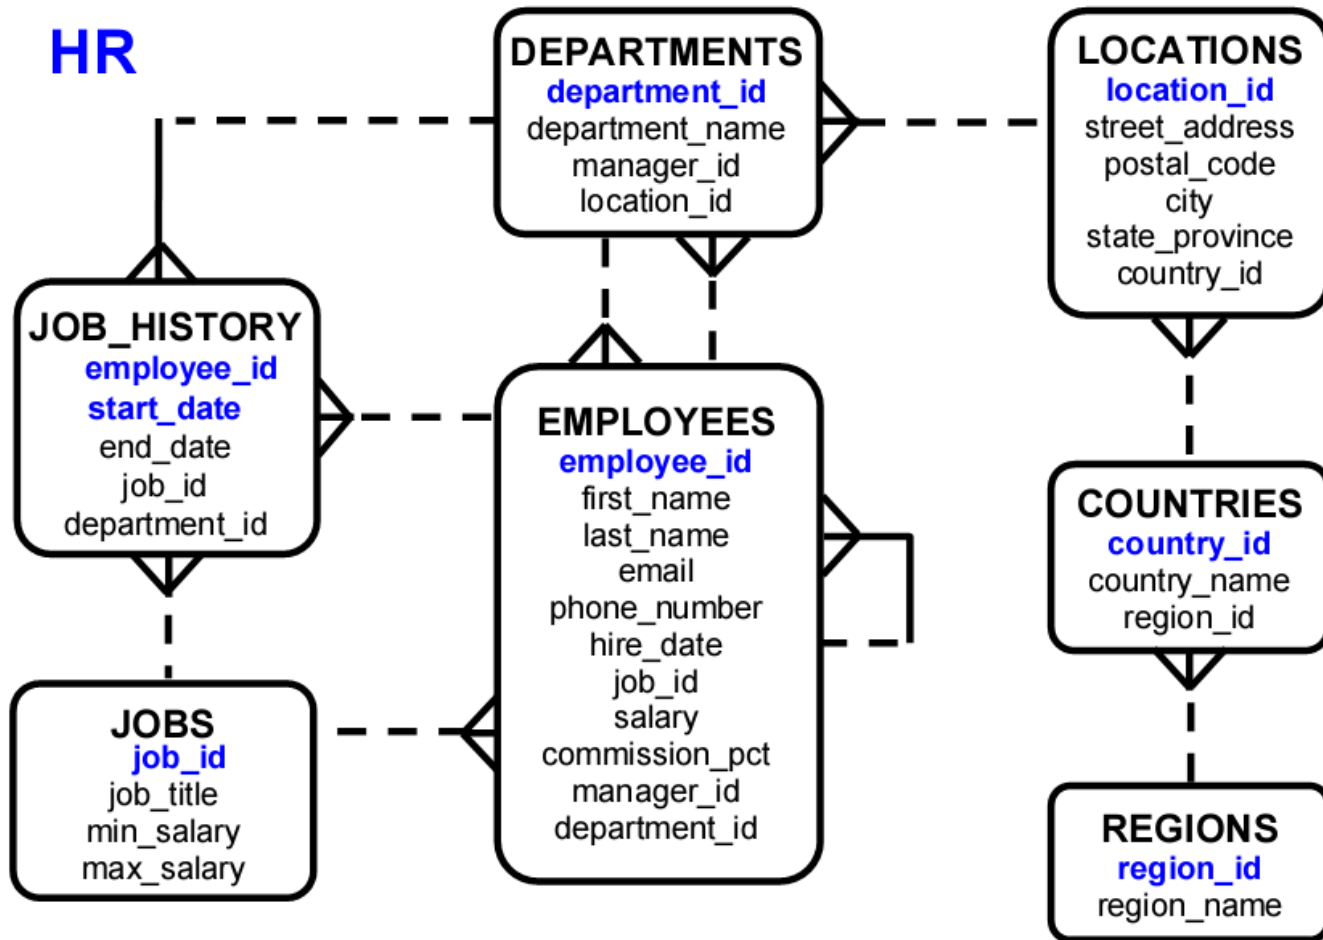 HR
DEPARTMENTS
department_id
department_name
manager_id
location_id
LOCATIONS
location_id
street_address
postal_code
city
state_province
country_id
JOB_HISTORY
employee_id
start_date
end_date
job_id
department_id
EMPLOYEES
employee_id
first_name
last_name
email
phone_number
hire_date
job_id
salary
commission_pct
manager_id
department_id
COUNTRIES
country_id
country_name
region_id
JOBS
job_id
job_title
min_salary
max_salary
REGIONS
region_id
region_name